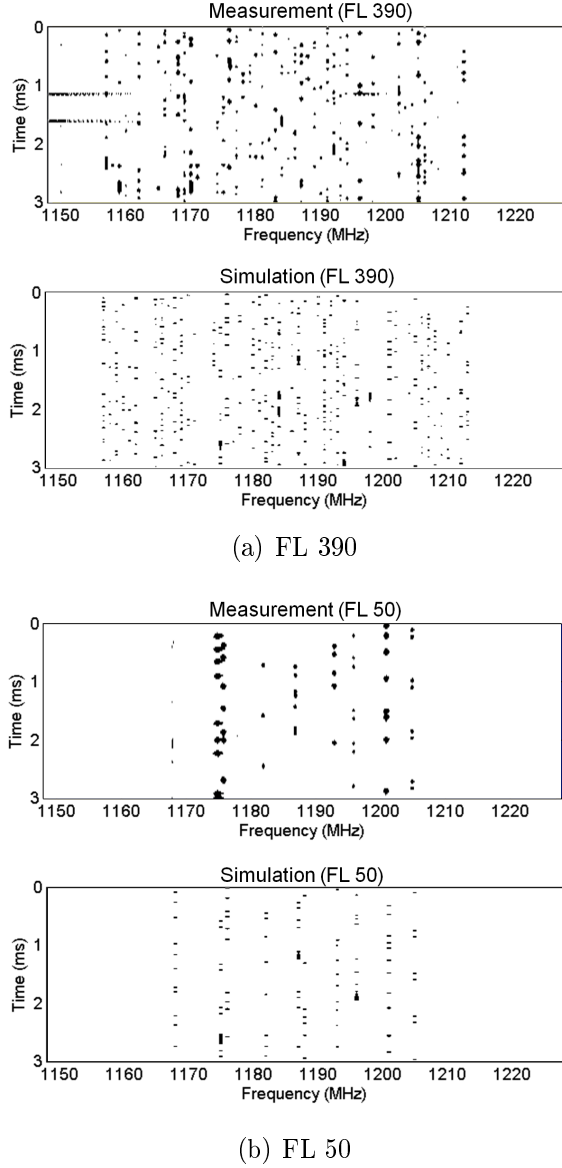 Measurement (FL 390)
0
1
2
3
Time (ms)
1150 1160 1170 1180 1190 1200 1210 1220
Frequency (MHz)
Simulation (FL 390)
0
1
2
3
Time (ms)
1150 1160 1170 1180 1190 1200 1210 1220
Frequency (MHz)
(a) FL 390
Measurement (FL 50)
0
1
2
3
Time (ms)
1150 1160 1170 1180 1190 1200 1210 1220
Frequency (MHz)
Simulation (FL 50)
0
1
2
3
Time (ms)
1150 1160 1170 1180 1190 1200 1210 1220
Frequency (MHz)
(b) FL 50